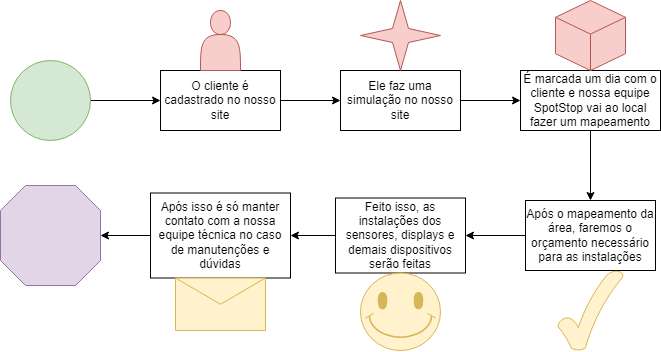 O cliente é
cadastrado no nosso
site
Ele faz uma
simulação no nosso
site
É marcada um dia com o
cliente e nossa equipe
SpotStop vai ao local
fazer um mapeamento
Após o mapeamento da
área, faremos o
orçamento necessário
para as instalações
Feito isso, as
instalações dos
sensores, displays e
demais dispositivos
serão feitas
Após isso é só manter
contato com a nossa
equipe técnica no caso
de manutenções e
dúvidas